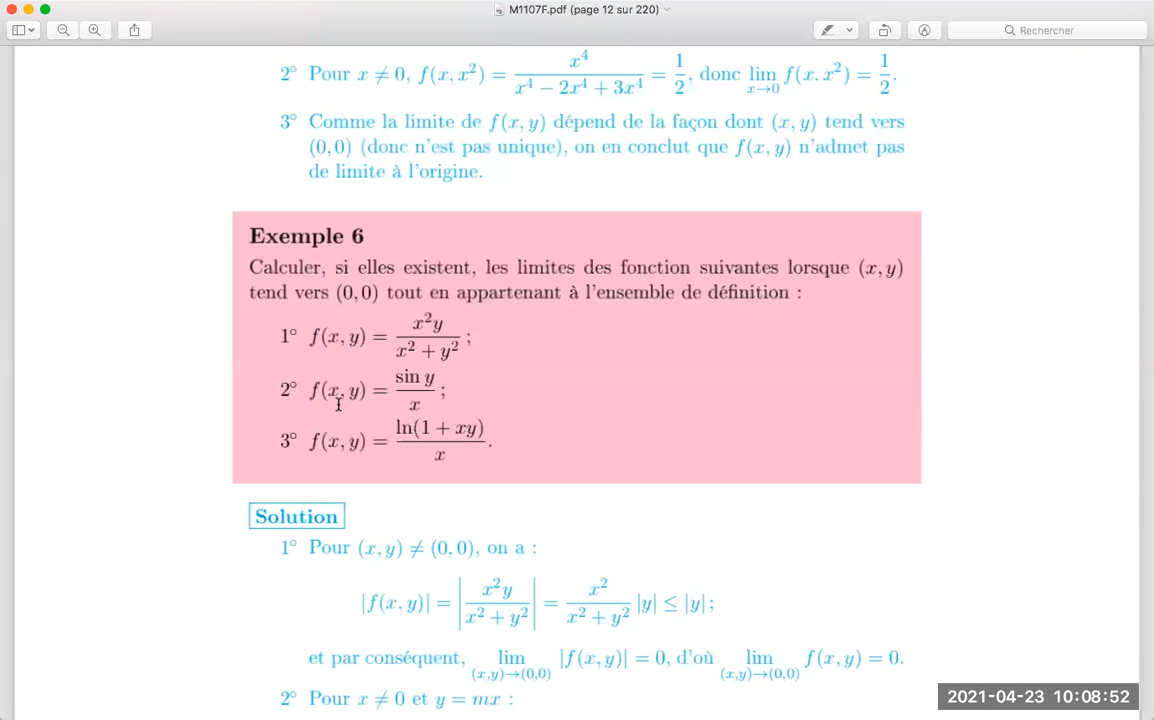 M1107F.pdf (page 12 sur 220)
Rechercher
2° Pour x ≠ 0, f(x, x²) = x⁴ / (x⁴ − 2x⁴ + 3x⁴) = 1/2, donc lim_{x→0} f(x, x²) = 1/2.
3° Comme la limite de f(x, y) dépend de la façon dont (x, y) tend vers
(0, 0) (donc n'est pas unique), on en conclut que f(x, y) n'admet pas
de limite à l'origine.
Exemple 6
Calculer, si elles existent, les limites des fonction suivantes lorsque (x, y)
tend vers (0, 0) tout en appartenant à l'ensemble de définition :
1° f(x, y) = x²y / (x² + y²) ;
2° f(x, y) = sin y / x ;
3° f(x, y) = ln(1 + xy) / x.
Solution
1° Pour (x, y) ≠ (0, 0), on a :
|f(x, y)| = |x²y / (x² + y²)| = x² / (x² + y²) |y| ≤ |y| ;
et par conséquent, lim_{(x,y)→(0,0)} |f(x, y)| = 0, d'où lim_{(x,y)→(0,0)} f(x, y) = 0.
2° Pour x ≠ 0 et y = mx :
2021-04-23 10:08:52